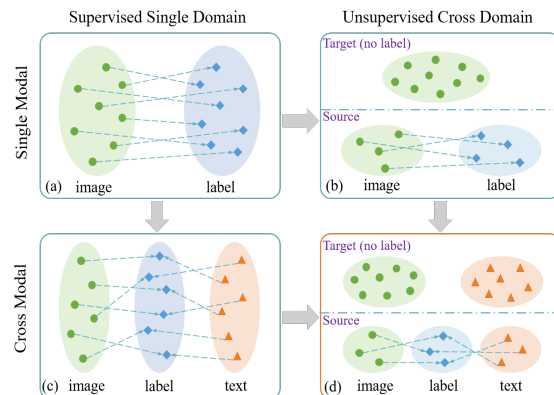 Supervised Single Domain
Unsupervised Cross Domain
Single Modal
(a) image label
Target (no label)
Source
image label
(b)
Cross Modal
(c) image label text
Target (no label)
Source
(d) image label text